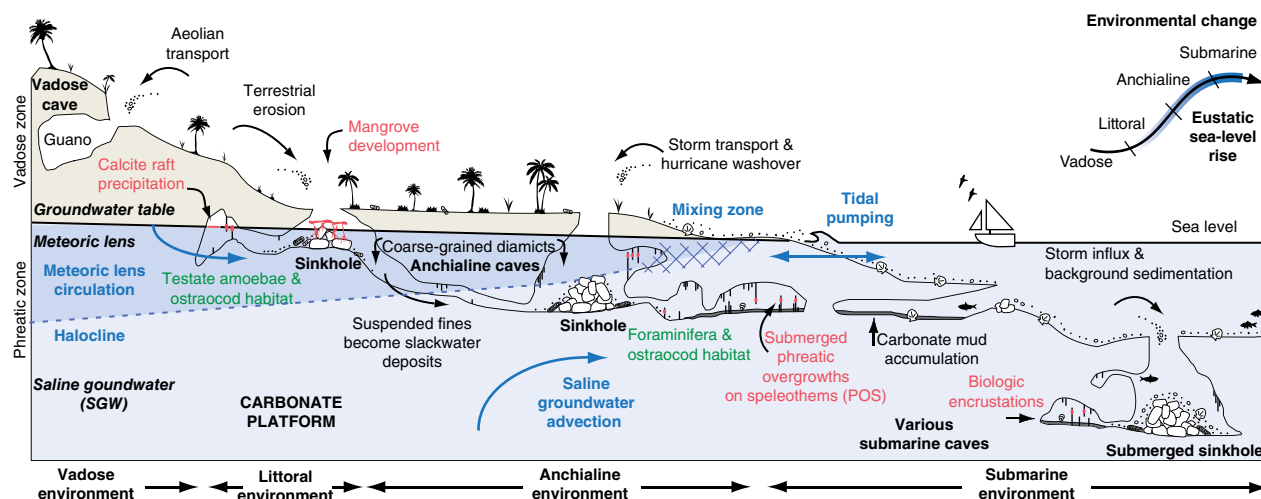 Environmental change
Submarine
Anchialine
Littoral
Vadose
Eustatic
sea-level
rise
Aeolian
transport
Vadose
cave
Guano
Terrestrial
erosion
Mangrove
development
Calcite raft
precipitation
Storm transport &
hurricane washover
Vadose zone
Groundwater table
Mixing zone
Tidal
pumping
Sea level
Meteoric lens
Meteoric lens
circulation
Testate amoebae &
ostraocod habitat
Sinkhole
Coarse-grained diamicts
Anchialine caves
Storm influx &
background sedimentation
Phreatic zone
Halocline
Suspended fines
become slackwater
deposits
Sinkhole
Foraminifera &
ostraocod habitat
Submerged
phreatic
overgrowths
on speleothems (POS)
Carbonate mud
accumulation
Saline goundwater
(SGW)
CARBONATE
PLATFORM
Saline
groundwater
advection
Biologic
encrustations
Various
submarine caves
Submerged sinkhole
Vadose
environment
Littoral
environment
Anchialine
environment
Submarine
environment